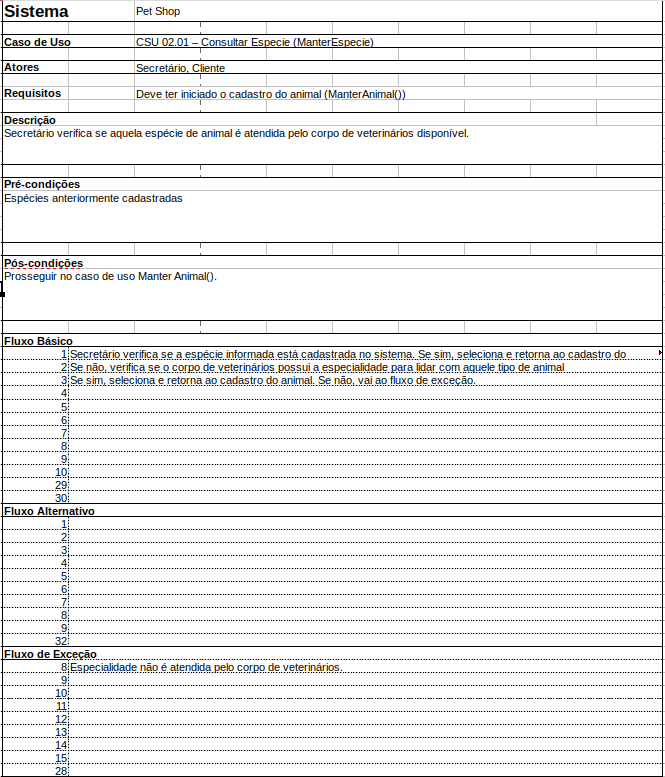 Sistema Pet Shop
Caso de Uso CSU 02.01 – Consultar Especie (ManterEspecie)
Atores Secretário, Cliente
Requisitos Deve ter iniciado o cadastro do animal (ManterAnimal())
Descrição
Secretário verifica se aquela espécie de animal é atendida pelo corpo de veterinários disponível.
Pré-condições
Espécies anteriormente cadastradas
Pós-condições
Prosseguir no caso de uso Manter Animal().
Fluxo Básico
1 Secretário verifica se a espécie informada está cadastrada no sistema. Se sim, seleciona e retorna ao cadastro do
2 Se não, verifica se o corpo de veterinários possui a especialidade para lidar com aquele tipo de animal
3 Se sim, seleciona e retorna ao cadastro do animal. Se não, vai ao fluxo de exceção.
4
5
6
7
8
9
10
29
30
Fluxo Alternativo
1
2
3
4
5
6
7
8
9
32
Fluxo de Exceção
8 Especialidade não é atendida pelo corpo de veterinários.
9
10
11
12
13
14
15
28